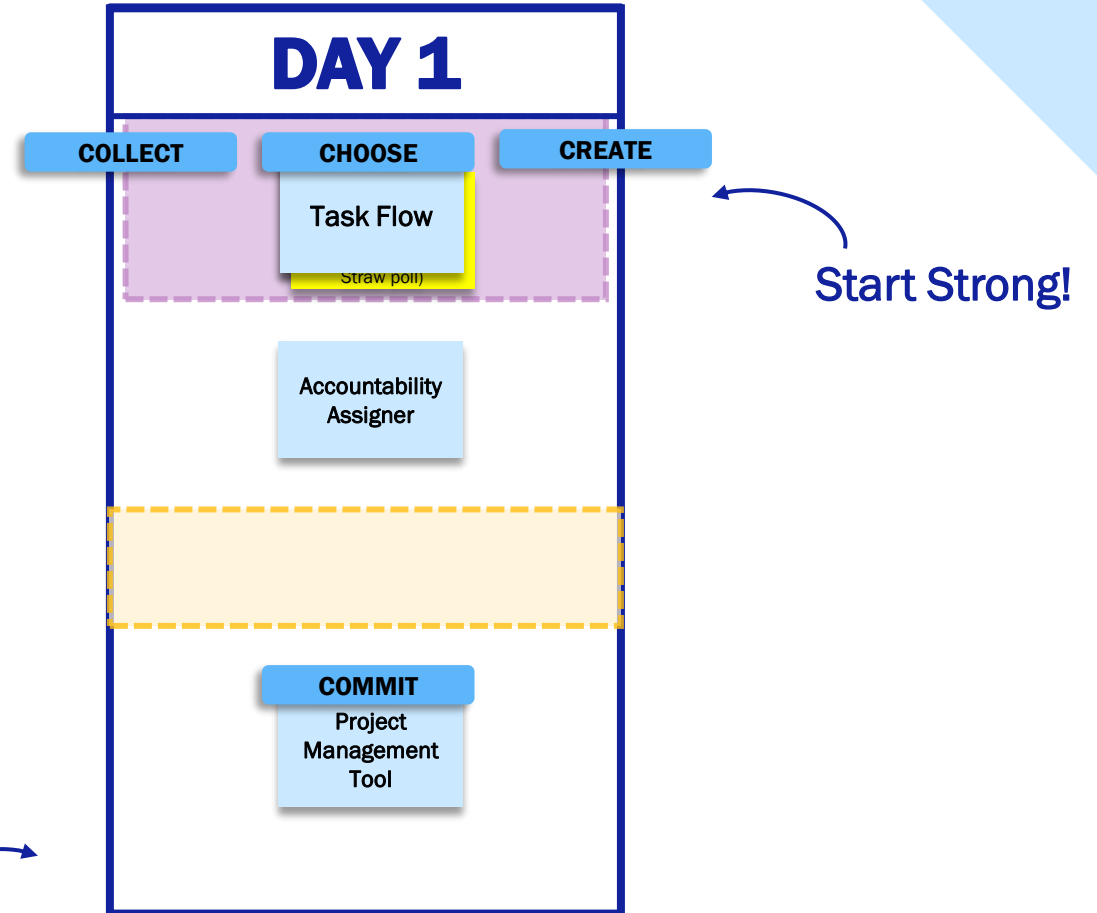 DAY 1
COLLECT
CHOOSE
CREATE
Task Flow
Straw poll)
Start Strong!
Accountability
Assigner
COMMIT
Project
Management
Tool